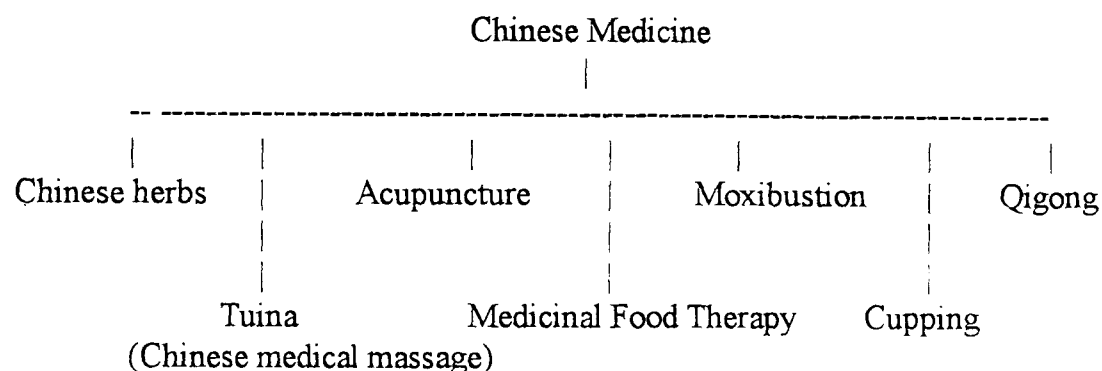 Chinese Medicine
Chinese herbs Acupuncture Moxibustion Qigong
Tuina Medicinal Food Therapy Cupping
(Chinese medical massage)